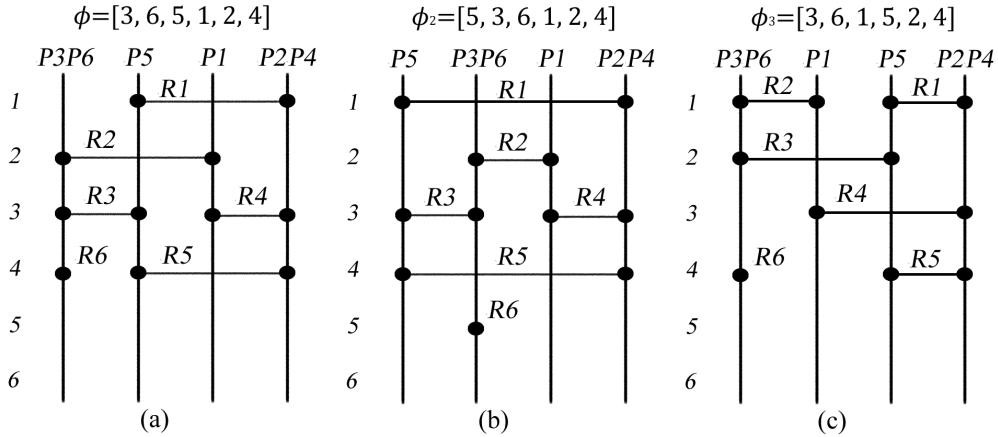 ϕ=[3, 6, 5, 1, 2, 4]
P3P6 P5 P1 P2P4
1 R1
2 R2
3 R3 R4
4 R6 R5
5
6
(a)
ϕ₂=[5, 3, 6, 1, 2, 4]
P5 P3P6 P1 P2P4
1 R1
2 R2
3 R3 R4
4 R5
5 R6
6
(b)
ϕ₃=[3, 6, 1, 5, 2, 4]
P3P6 P1 P5 P2P4
1 R2 R1
2 R3
3 R4
4 R6 R5
5
6
(c)